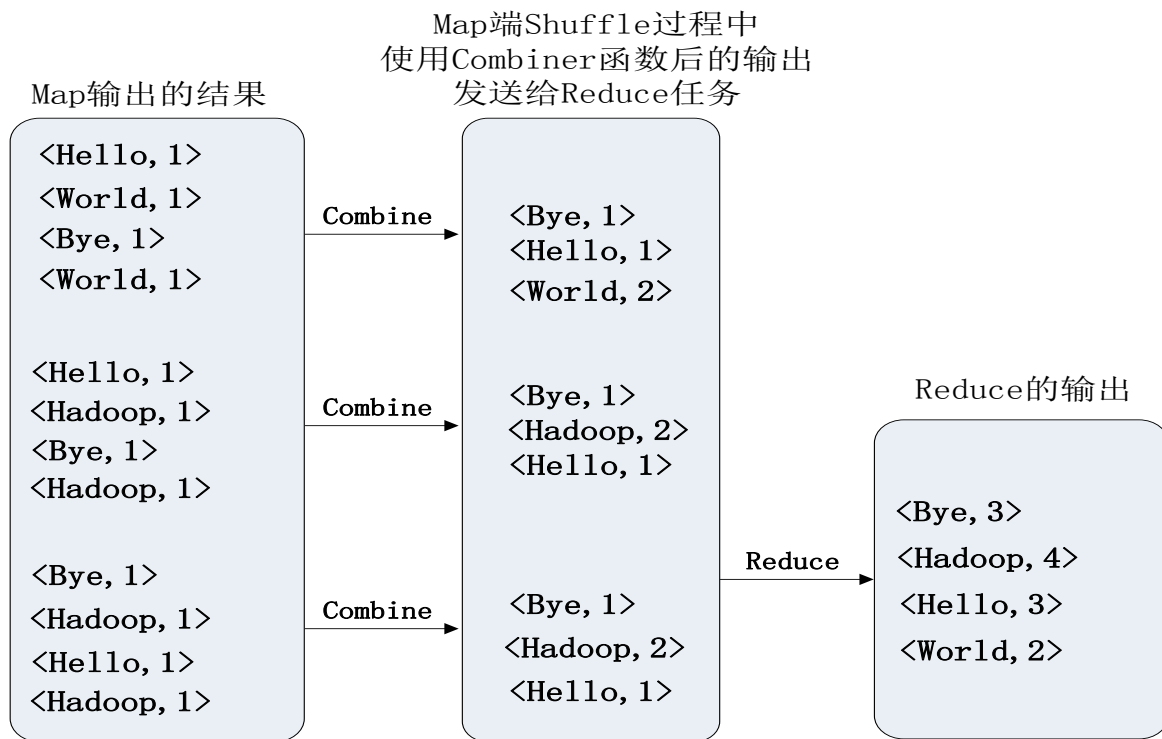 Map端Shuffle过程中
使用Combiner函数后的输出
发送给Reduce任务
Map输出的结果
<Hello, 1>
<World, 1>
<Bye, 1>
<World, 1>
Combine
<Bye, 1>
<Hello, 1>
<World, 2>
<Hello, 1>
<Hadoop, 1>
<Bye, 1>
<Hadoop, 1>
Combine
<Bye, 1>
<Hadoop, 2>
<Hello, 1>
<Bye, 1>
<Hadoop, 1>
<Hello, 1>
<Hadoop, 1>
Combine
<Bye, 1>
<Hadoop, 2>
<Hello, 1>
Reduce
Reduce的输出
<Bye, 3>
<Hadoop, 4>
<Hello, 3>
<World, 2>